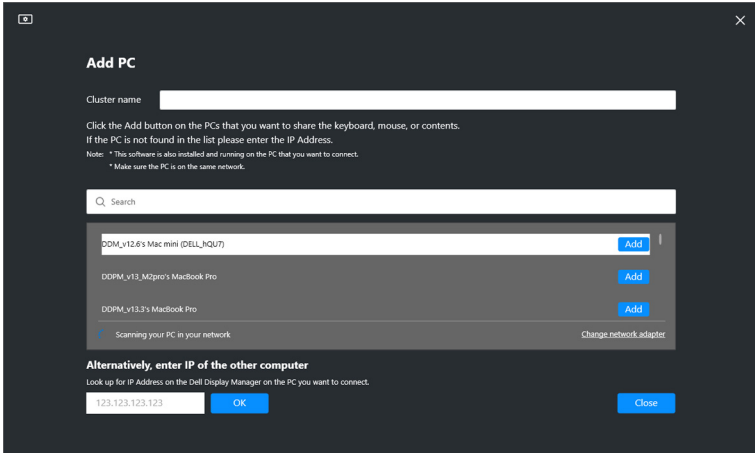 Add PC
Cluster name
Click the Add button on the PCs that you want to share the keyboard, mouse, or contents.
If the PC is not found in the list please enter the IP Address.
Note: * This software is also installed and running on the PC that you want to connect.
* Make sure the PC is on the same network.
Search
DDM_v12.6's Mac mini (DELL_hQU7) Add
DDPM_v13_M2pro's MacBook Pro Add
DDPM_v13.3's MacBook Pro Add
Scanning your PC in your network Change network adapter
Alternatively, enter IP of the other computer
Look up for IP Address on the Dell Display Manager on the PC you want to connect.
123.123.123.123 OK Close